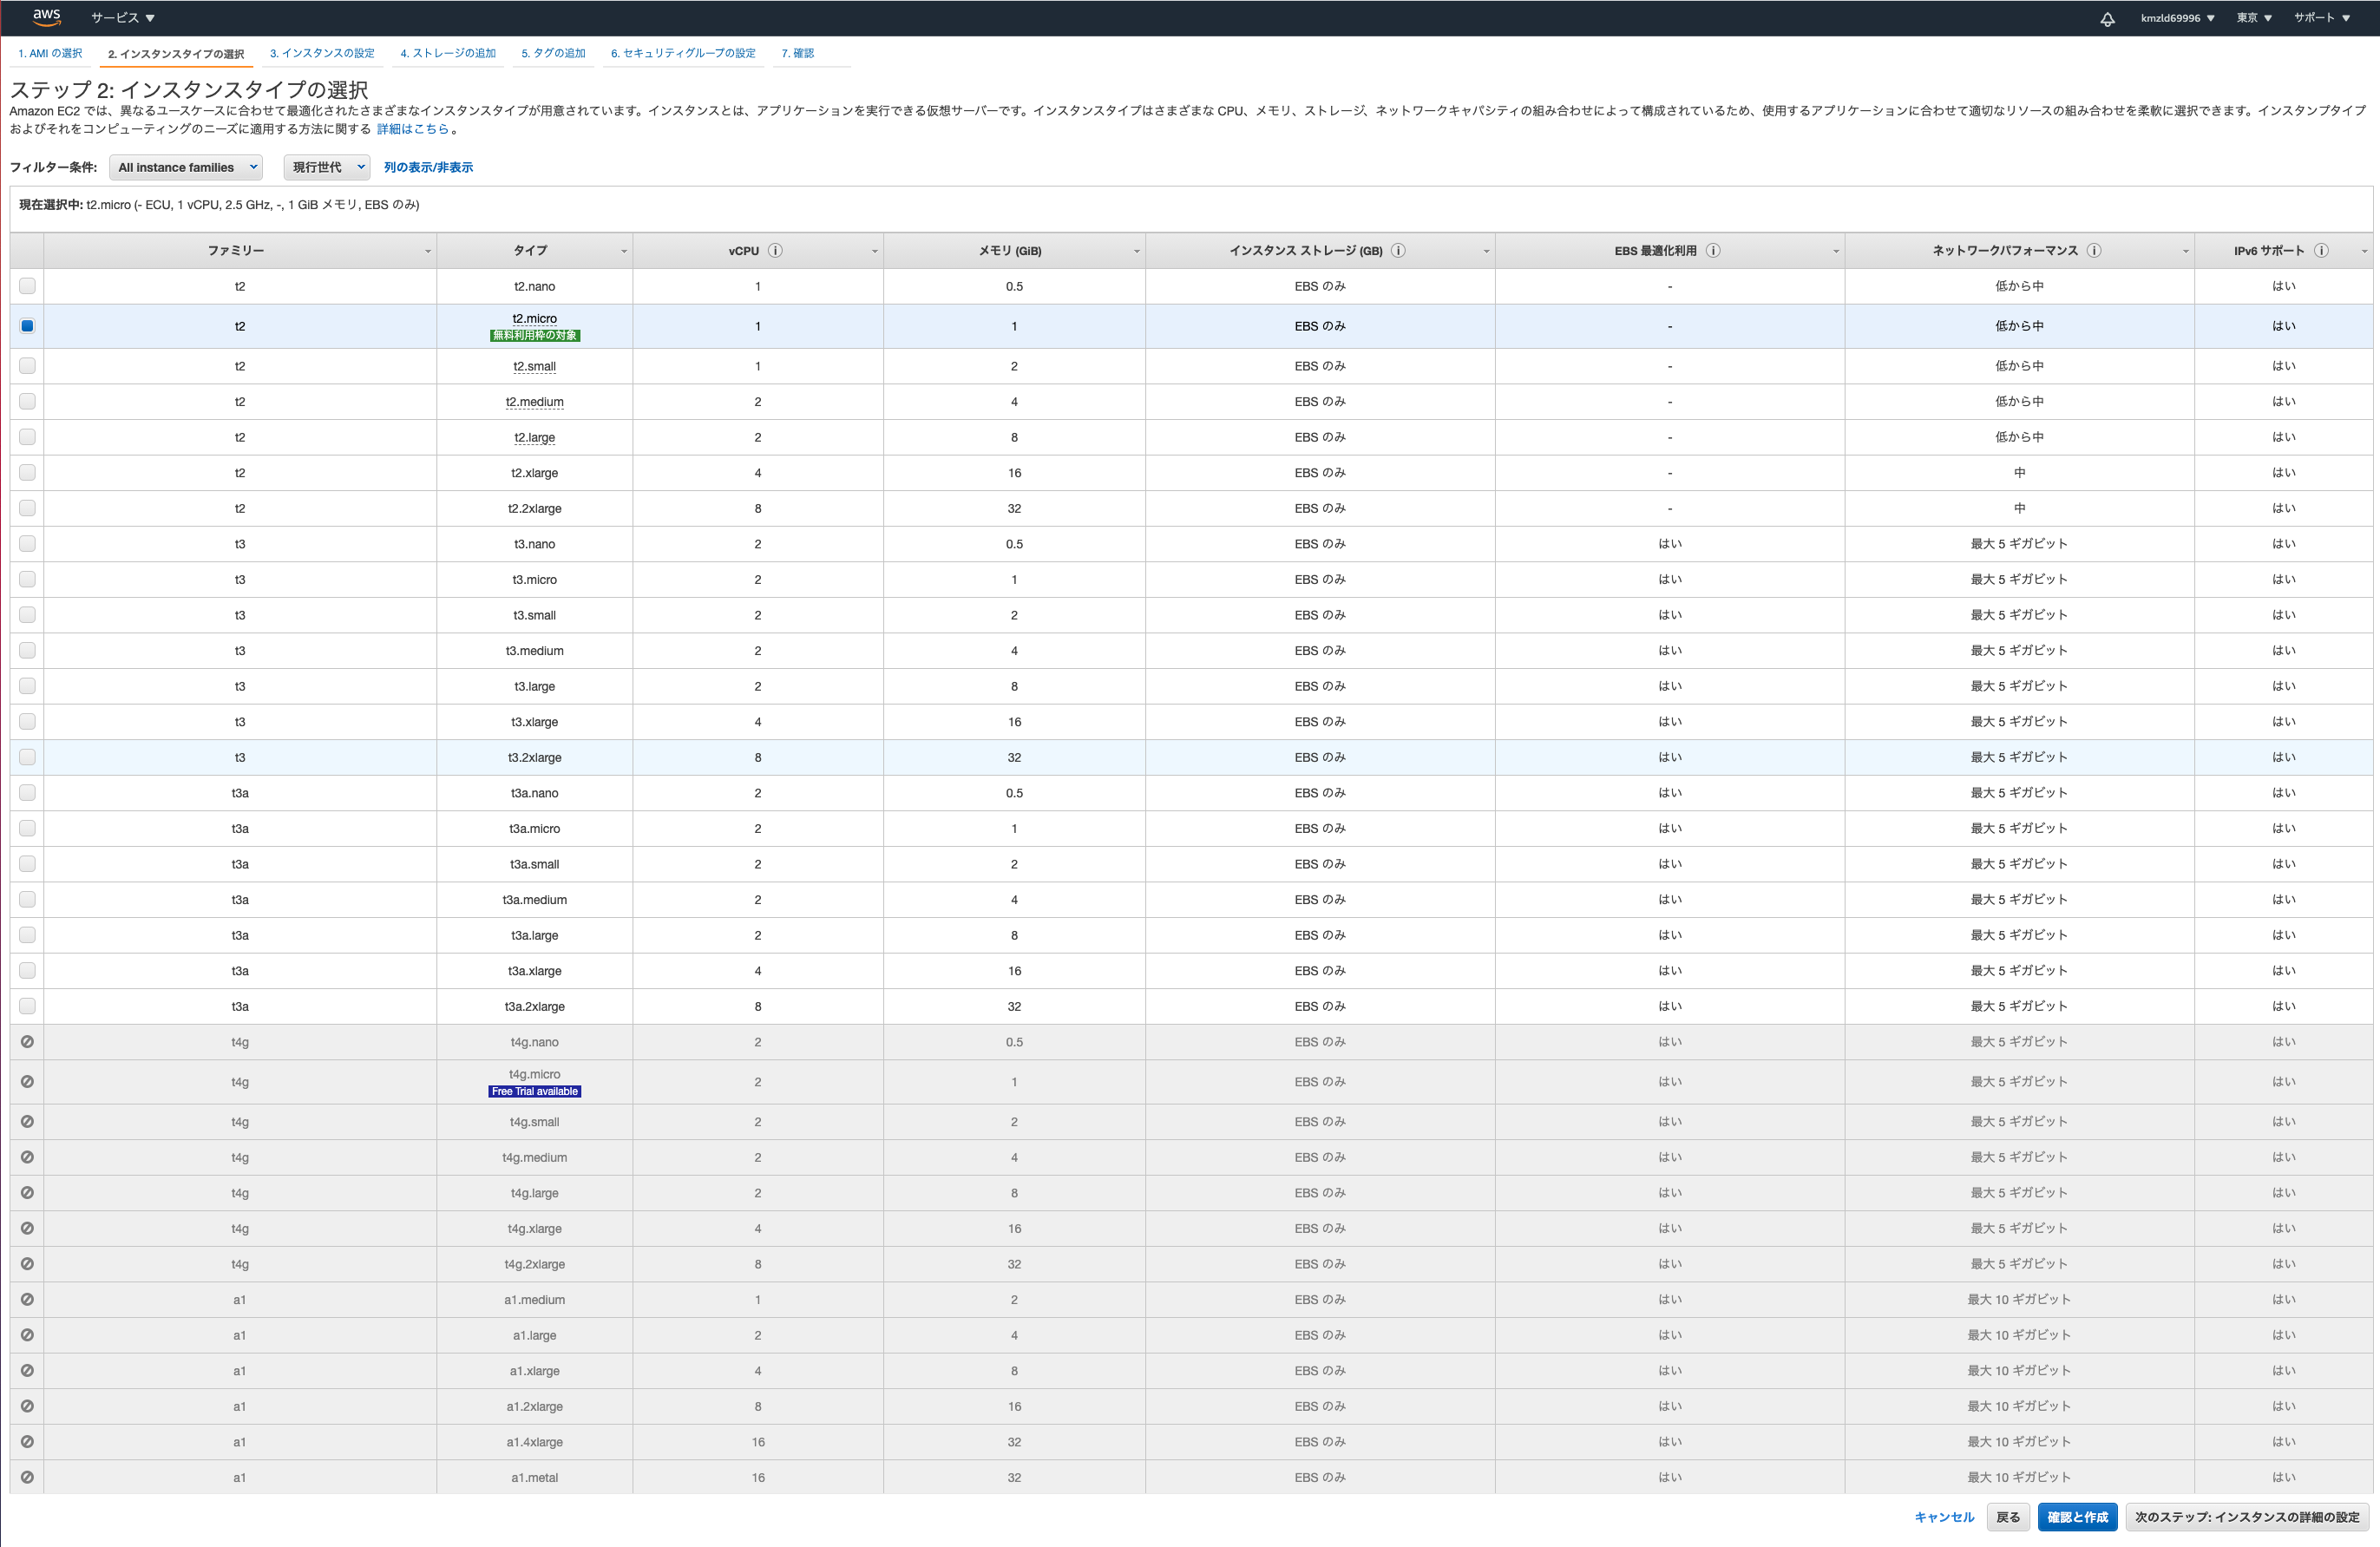 aws サービス kmzld69996 東京 サポート
1. AMI の選択 2. インスタンスタイプの選択 3. インスタンスの設定 4. ストレージの追加 5. タグの追加 6. セキュリティグループの設定 7. 確認
ステップ 2: インスタンスタイプの選択
Amazon EC2 では、異なるユースケースに合わせて最適化されたさまざまなインスタンスタイプが用意されています。インスタンスとは、アプリケーションを実行できる仮想サーバーです。インスタンスタイプはさまざまな CPU、メモリ、ストレージ、ネットワークキャパシティの組み合わせによって構成されているため、使用するアプリケーションに合わせて適切なリソースの組み合わせを柔軟に選択できます。インスタンプタイプ
およびそれをコンピューティングのニーズに適用する方法に関する 詳細はこちら 。
フィルター条件: All instance families 現行世代 列の表示/非表示
現在選択中: t2.micro (- ECU, 1 vCPU, 2.5 GHz, -, 1 GiB メモリ, EBS のみ)
ファミリー タイプ vCPU メモリ (GiB) インスタンス ストレージ (GB) EBS 最適化利用 ネットワークパフォーマンス IPv6 サポート
t2 t2.nano 1 0.5 EBS のみ - 低から中 はい
t2 t2.micro 1 1 EBS のみ - 低から中 はい
無料利用枠の対象
t2 t2.small 1 2 EBS のみ - 低から中 はい
t2 t2.medium 2 4 EBS のみ - 低から中 はい
t2 t2.large 2 8 EBS のみ - 低から中 はい
t2 t2.xlarge 4 16 EBS のみ - 中 はい
t2 t2.2xlarge 8 32 EBS のみ - 中 はい
t3 t3.nano 2 0.5 EBS のみ はい 最大 5 ギガビット はい
t3 t3.micro 2 1 EBS のみ はい 最大 5 ギガビット はい
t3 t3.small 2 2 EBS のみ はい 最大 5 ギガビット はい
t3 t3.medium 2 4 EBS のみ はい 最大 5 ギガビット はい
t3 t3.large 2 8 EBS のみ はい 最大 5 ギガビット はい
t3 t3.xlarge 4 16 EBS のみ はい 最大 5 ギガビット はい
t3 t3.2xlarge 8 32 EBS のみ はい 最大 5 ギガビット はい
t3a t3a.nano 2 0.5 EBS のみ はい 最大 5 ギガビット はい
t3a t3a.micro 2 1 EBS のみ はい 最大 5 ギガビット はい
t3a t3a.small 2 2 EBS のみ はい 最大 5 ギガビット はい
t3a t3a.medium 2 4 EBS のみ はい 最大 5 ギガビット はい
t3a t3a.large 2 8 EBS のみ はい 最大 5 ギガビット はい
t3a t3a.xlarge 4 16 EBS のみ はい 最大 5 ギガビット はい
t3a t3a.2xlarge 8 32 EBS のみ はい 最大 5 ギガビット はい
t4g t4g.nano 2 0.5 EBS のみ はい 最大 5 ギガビット はい
t4g t4g.micro 2 1 EBS のみ はい 最大 5 ギガビット はい
Free Trial available
t4g t4g.small 2 2 EBS のみ はい 最大 5 ギガビット はい
t4g t4g.medium 2 4 EBS のみ はい 最大 5 ギガビット はい
t4g t4g.large 2 8 EBS のみ はい 最大 5 ギガビット はい
t4g t4g.xlarge 4 16 EBS のみ はい 最大 5 ギガビット はい
t4g t4g.2xlarge 8 32 EBS のみ はい 最大 5 ギガビット はい
a1 a1.medium 1 2 EBS のみ はい 最大 10 ギガビット はい
a1 a1.large 2 4 EBS のみ はい 最大 10 ギガビット はい
a1 a1.xlarge 4 8 EBS のみ はい 最大 10 ギガビット はい
a1 a1.2xlarge 8 16 EBS のみ はい 最大 10 ギガビット はい
a1 a1.4xlarge 16 32 EBS のみ はい 最大 10 ギガビット はい
a1 a1.metal 16 32 EBS のみ はい 最大 10 ギガビット はい
キャンセル 戻る 確認と作成 次のステップ: インスタンスの詳細の設定